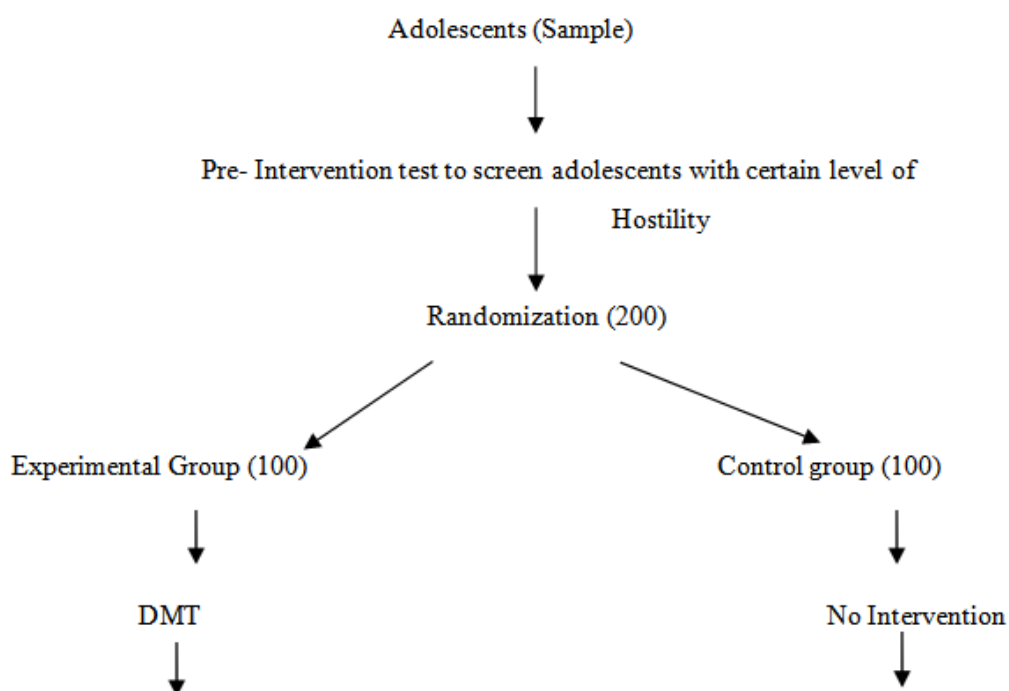 Adolescents (Sample)
Pre- Intervention test to screen adolescents with certain level of
Hostility
Randomization (200)
Experimental Group (100)
Control group (100)
DMT
No Intervention